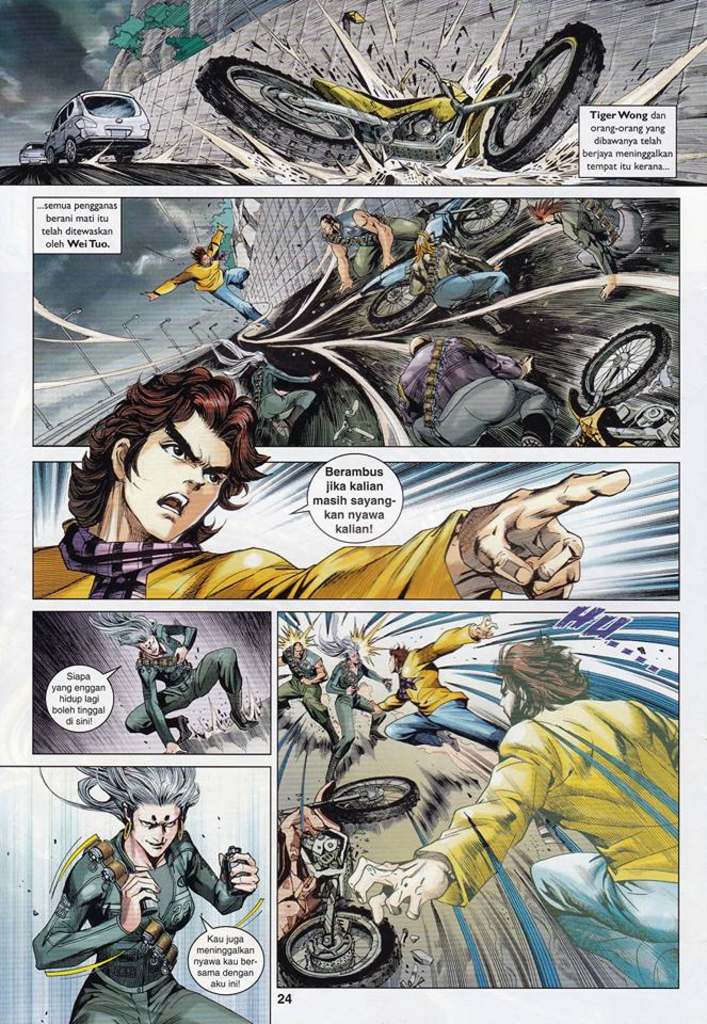 Tiger Wong dan
orang-orang yang
dibawanya telah
berjaya meninggalkan
tempat itu kerana...
...semua pengganas
berani mati itu
telah ditewaskan
oleh Wei Tuo.
Berambus
jika kalian
masih sayang-
kan nyawa
kalian!
Siapa
yang enggan
hidup lagi
boleh tinggal
di sini!
HU......
Kau juga
meninggalkan
nyawa kau ber-
sama dengan
aku ini!
24